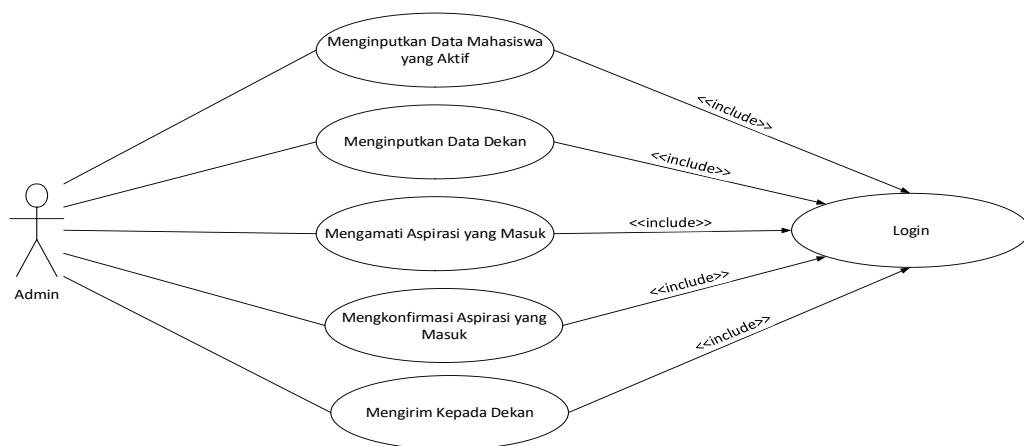 Menginputkan Data Mahasiswa
yang Aktif
<<include>>
Menginputkan Data Dekan
<<include>>
Mengamati Aspirasi yang Masuk
<<include>>
Login
Admin
Mengkonfirmasi Aspirasi yang
Masuk
<<include>>
Mengirim Kepada Dekan
<<include>>